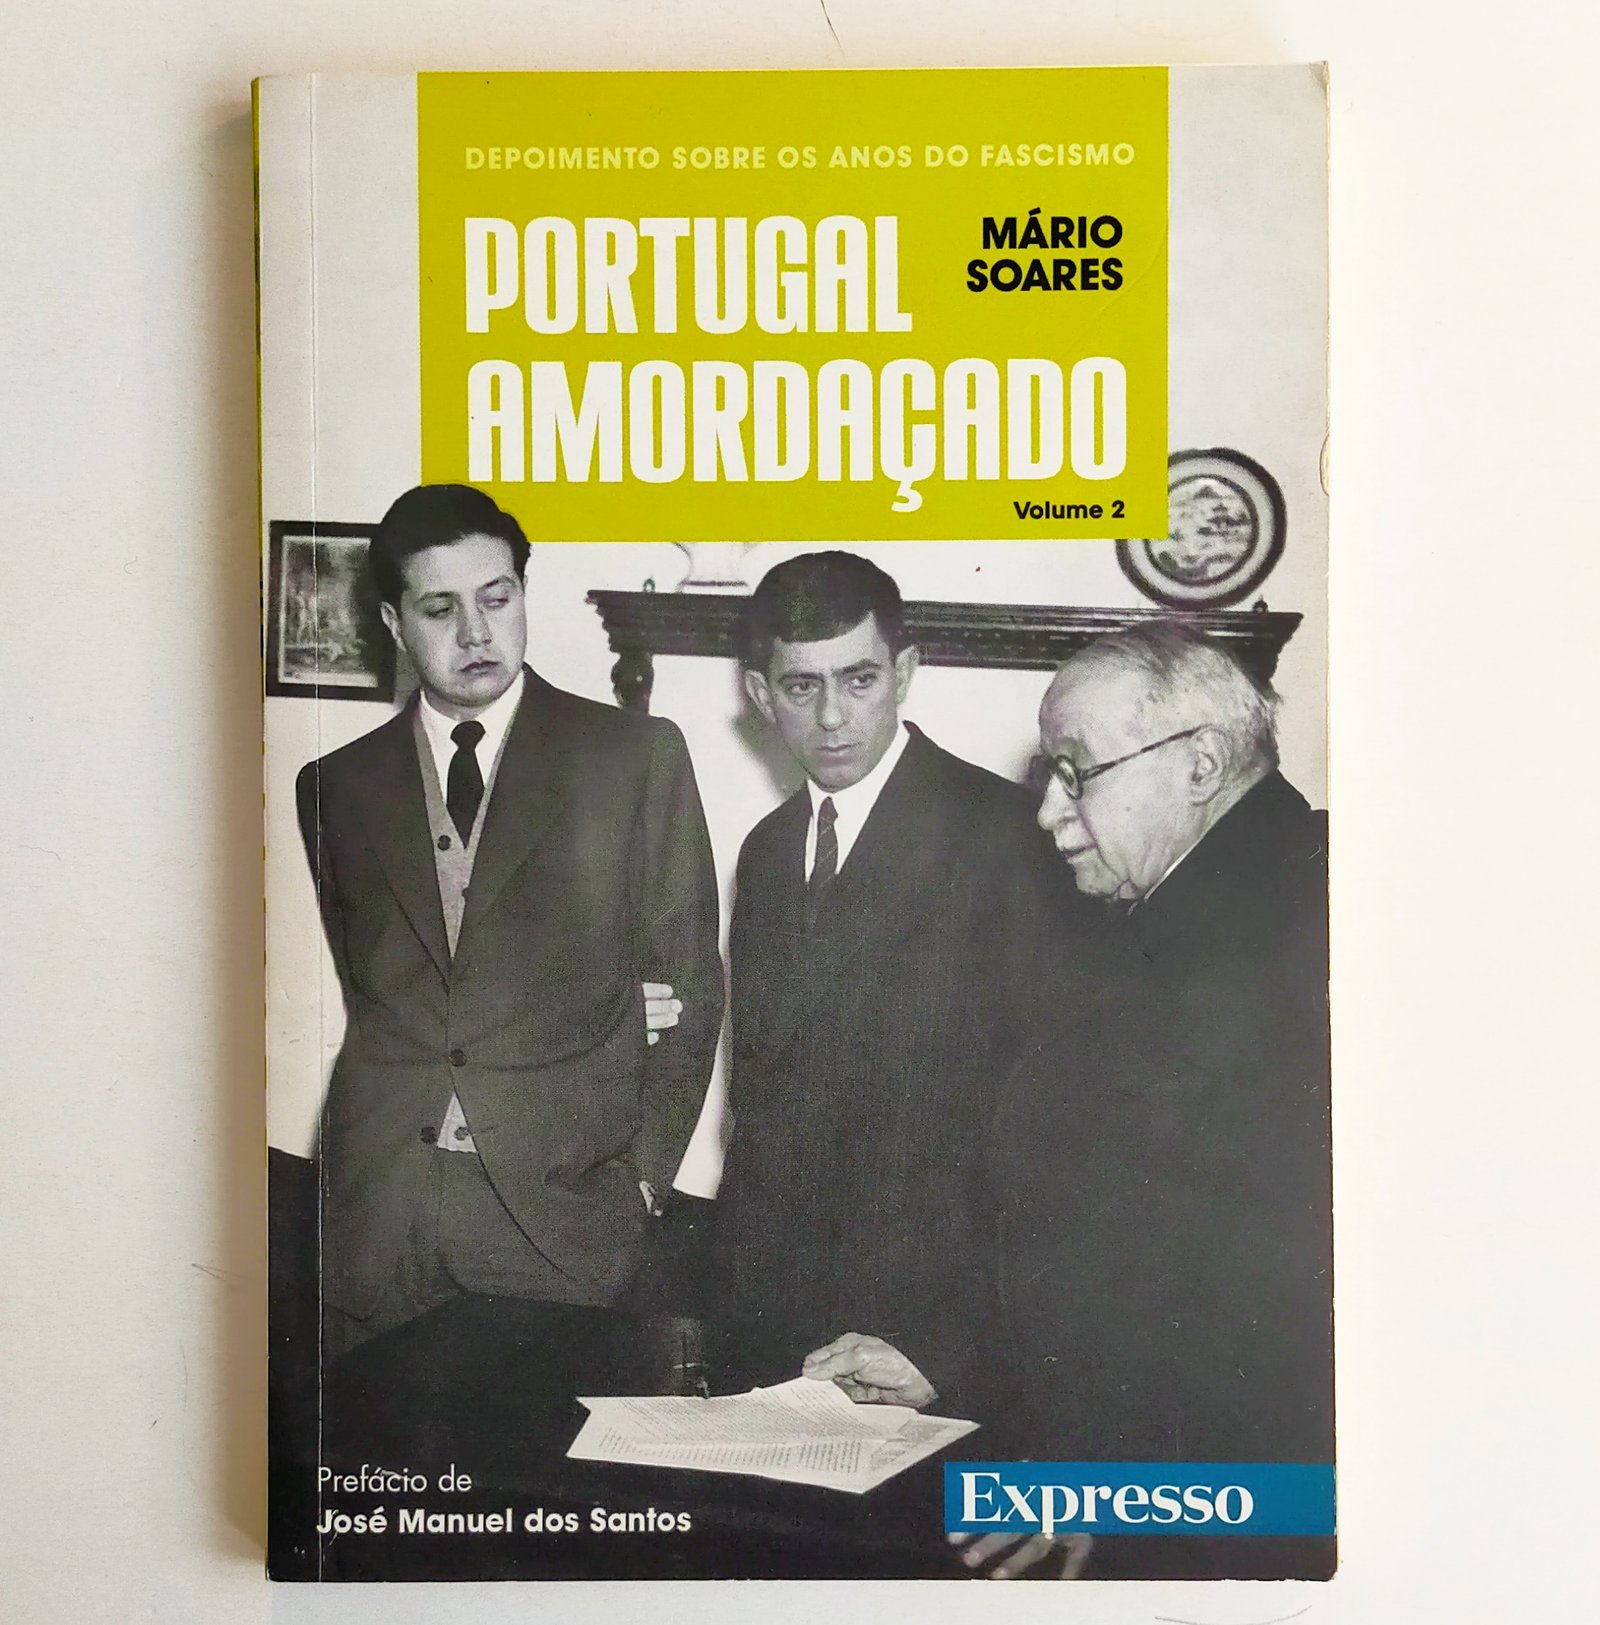 DEPOIMENTO SOBRE OS ANOS DO FASCISMO
PORTUGAL
AMORDAÇADO
MÁRIO
SOARES
Volume 2
Prefácio de
José Manuel dos Santos
Expresso